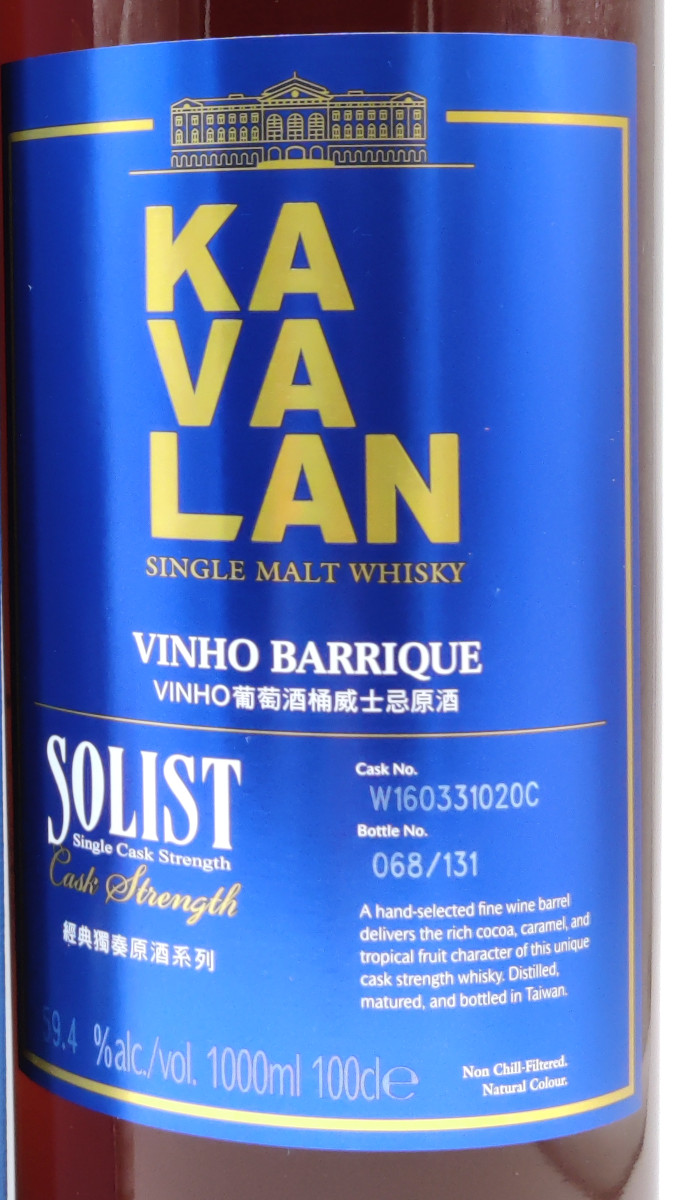 KA
VA
LAN
SINGLE MALT WHISKY
VINHO BARRIQUE
VINHO葡萄酒桶威士忌原酒
SOLIST
Single Cask Strength
Cask Strength
經典獨奏原酒系列
Cask No.
W160331020C
Bottle No.
068/131
A hand-selected fine wine barrel
delivers the rich cocoa, caramel, and
tropical fruit character of this unique
cask strength whisky. Distilled,
matured, and bottled in Taiwan.
59.4 %alc./vol. 1000ml 100cl℮
Non Chill-Filtered.
Natural Colour.